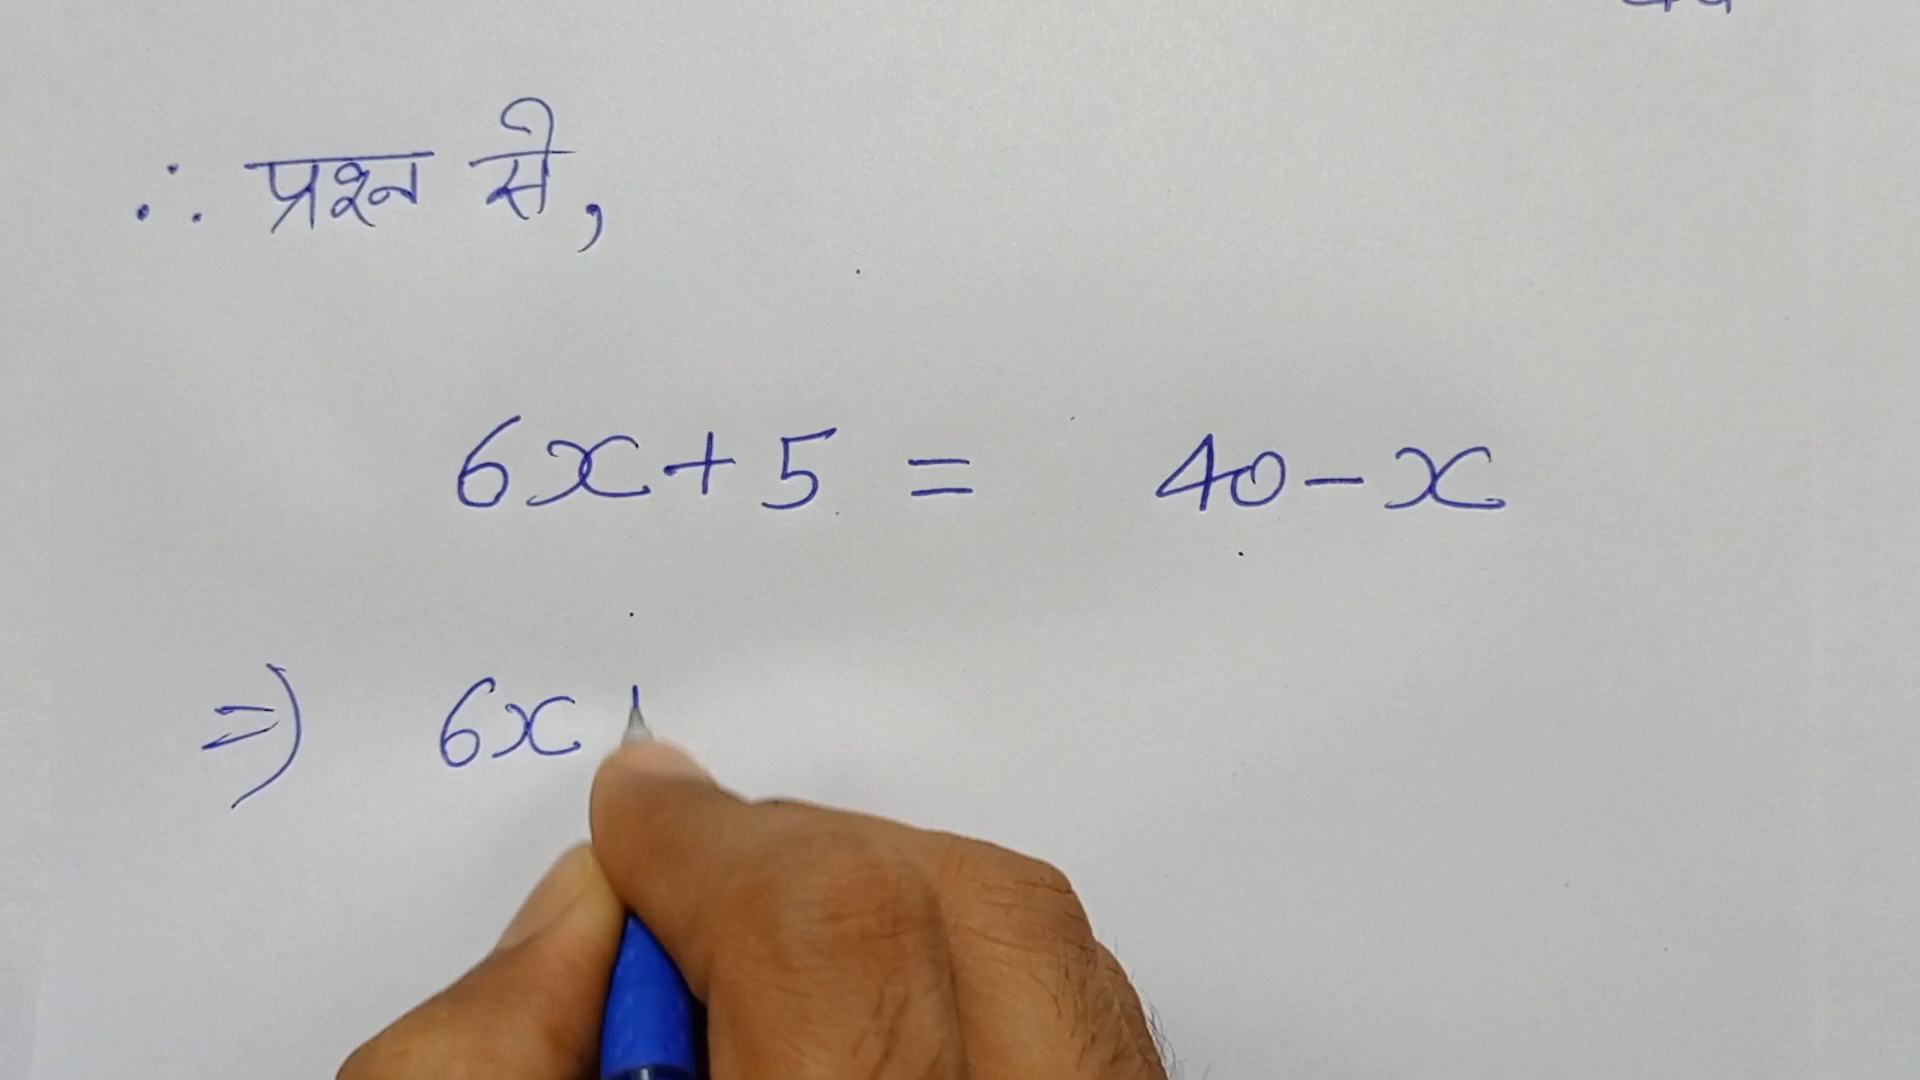 ∴ प्रश्न से,
6x + 5 = 40 - x
⇒ 6x